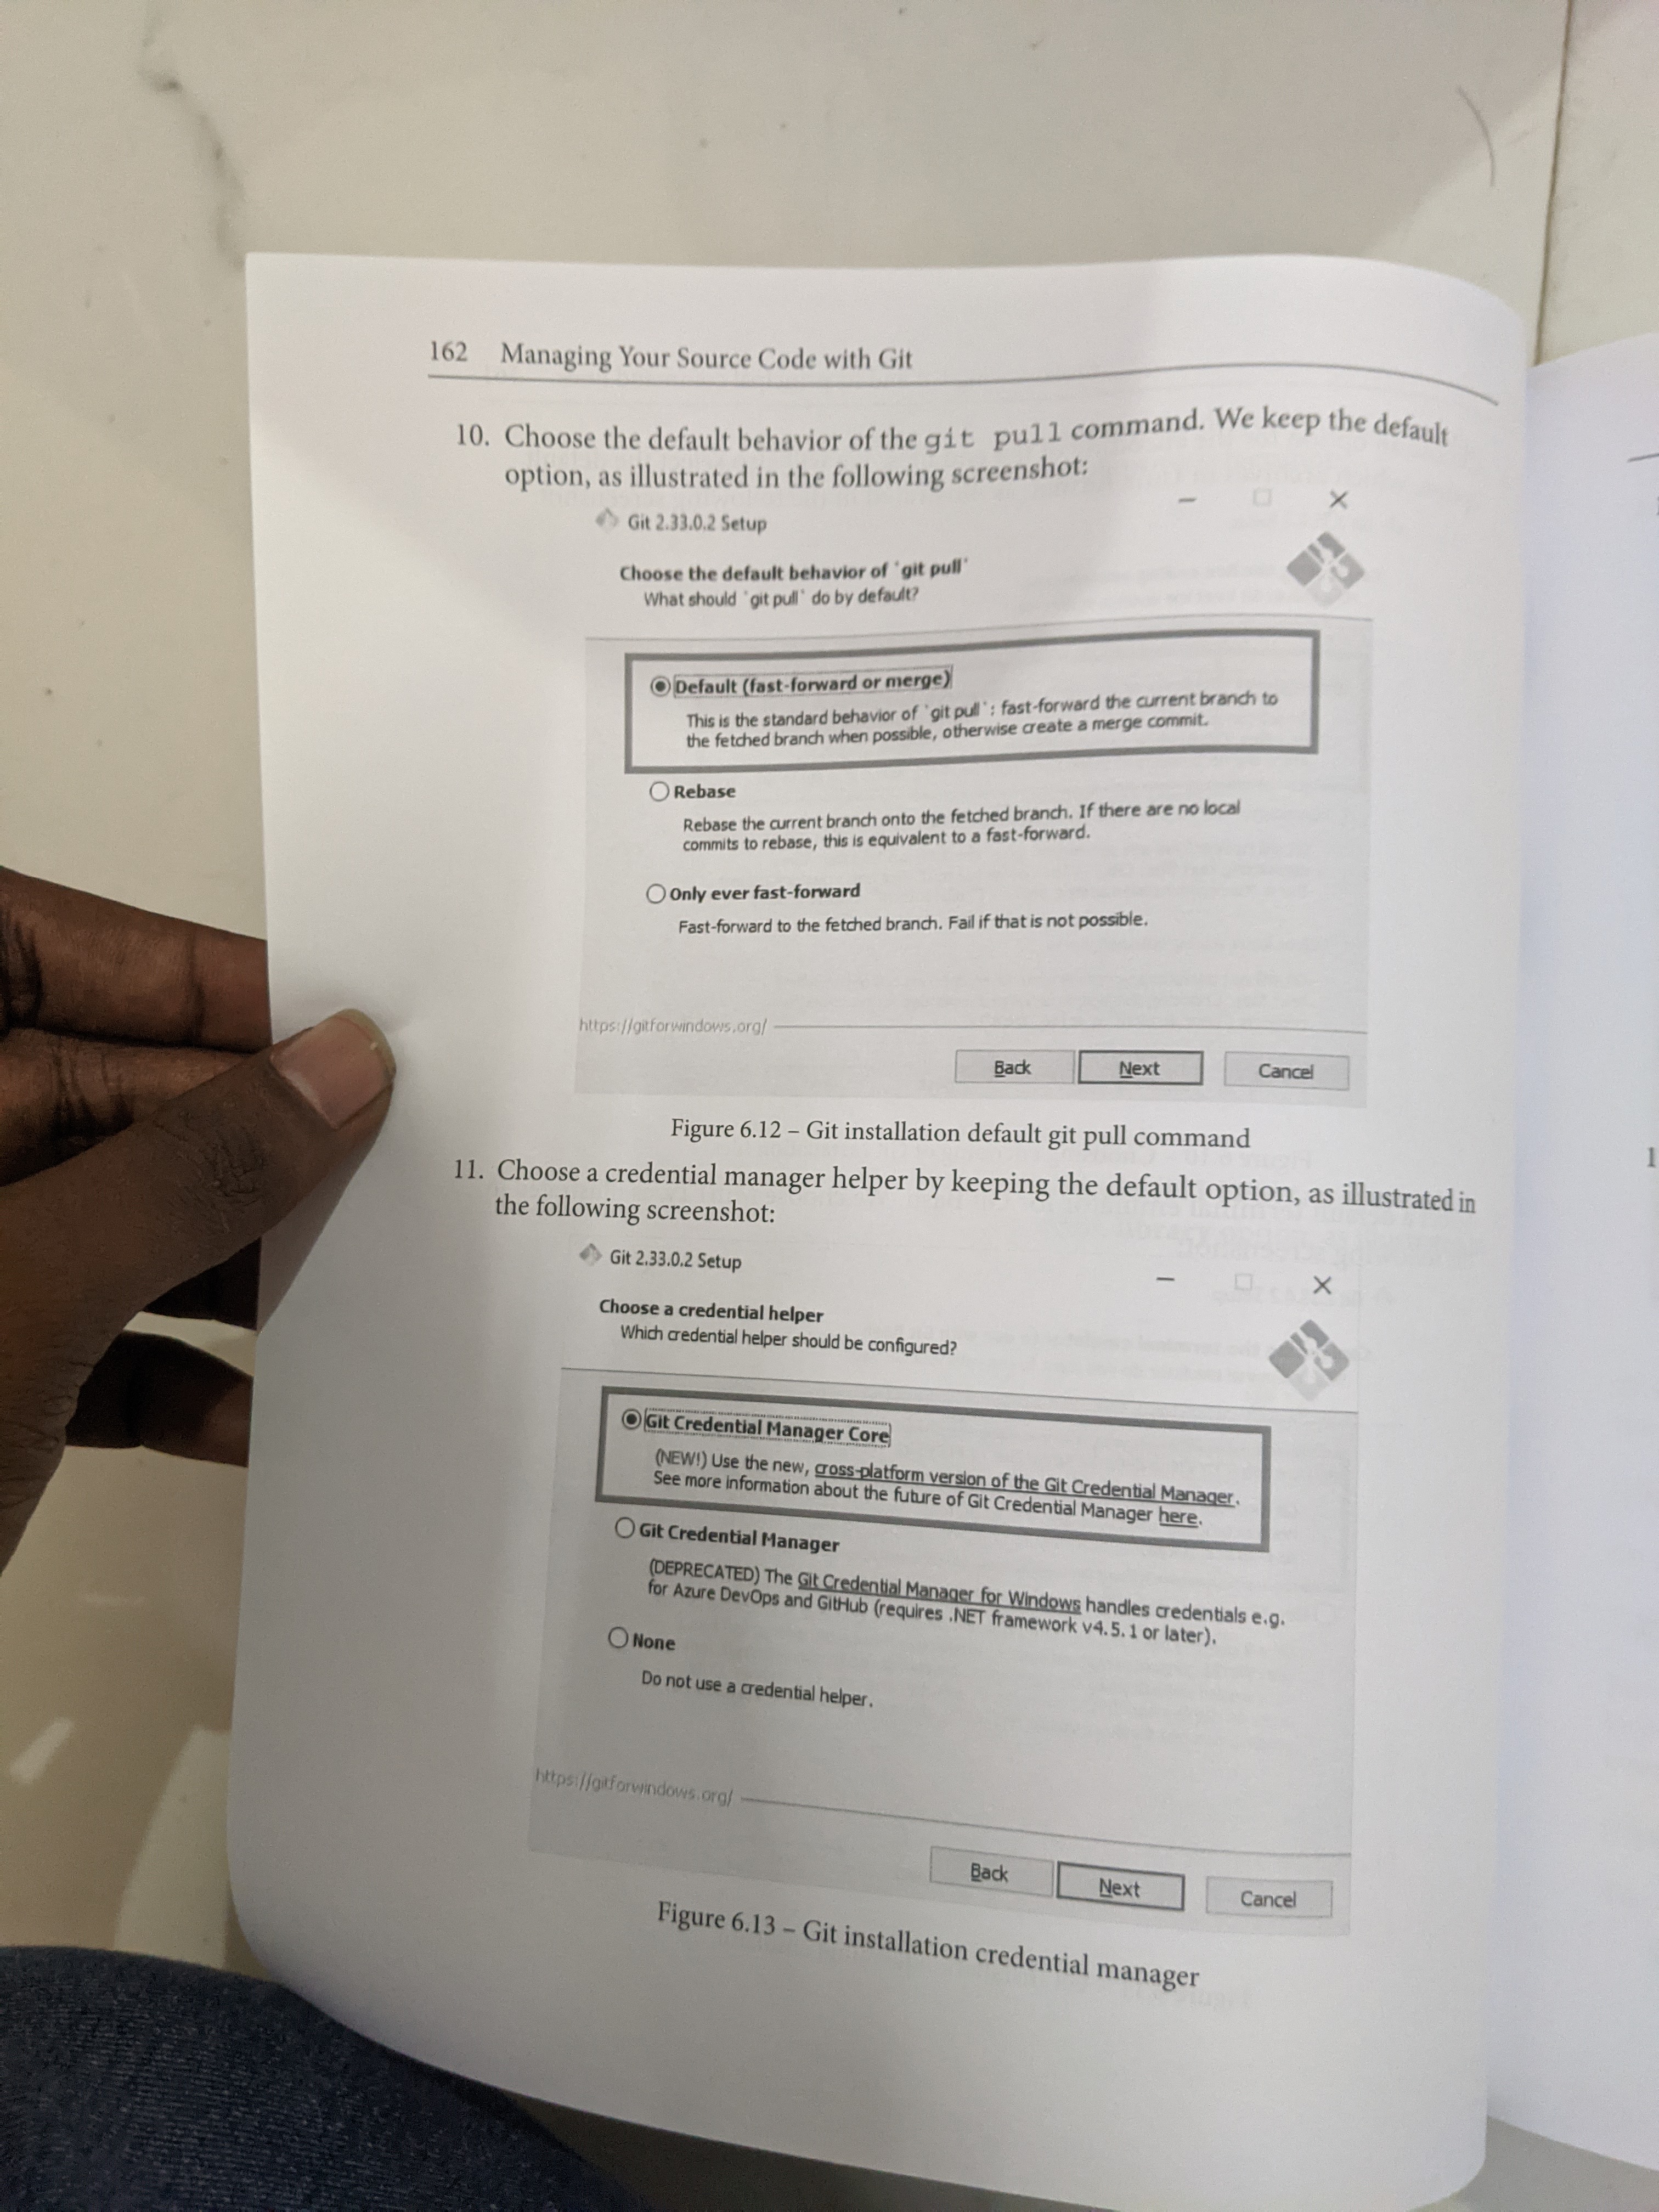 162 Managing Your Source Code with Git
10. Choose the default behavior of the git pull command. We keep the default
option, as illustrated in the following screenshot:
Git 2.33.0.2 Setup
Choose the default behavior of `git pull`
What should `git pull` do by default?
Default (fast-forward or merge)
This is the standard behavior of `git pull`: fast-forward the current branch to
the fetched branch when possible, otherwise create a merge commit.
Rebase
Rebase the current branch onto the fetched branch. If there are no local
commits to rebase, this is equivalent to a fast-forward.
Only ever fast-forward
Fast-forward to the fetched branch. Fail if that is not possible.
https://gitforwindows.org/
Back Next Cancel
Figure 6.12 – Git installation default git pull command
11. Choose a credential manager helper by keeping the default option, as illustrated in
the following screenshot:
Git 2.33.0.2 Setup
Choose a credential helper
Which credential helper should be configured?
Git Credential Manager Core
(NEW!) Use the new, cross-platform version of the Git Credential Manager.
See more information about the future of Git Credential Manager here.
Git Credential Manager
(DEPRECATED) The Git Credential Manager for Windows handles credentials e.g.
for Azure DevOps and GitHub (requires .NET framework v4.5.1 or later).
None
Do not use a credential helper.
https://gitforwindows.org/
Back Next Cancel
Figure 6.13 – Git installation credential manager
1